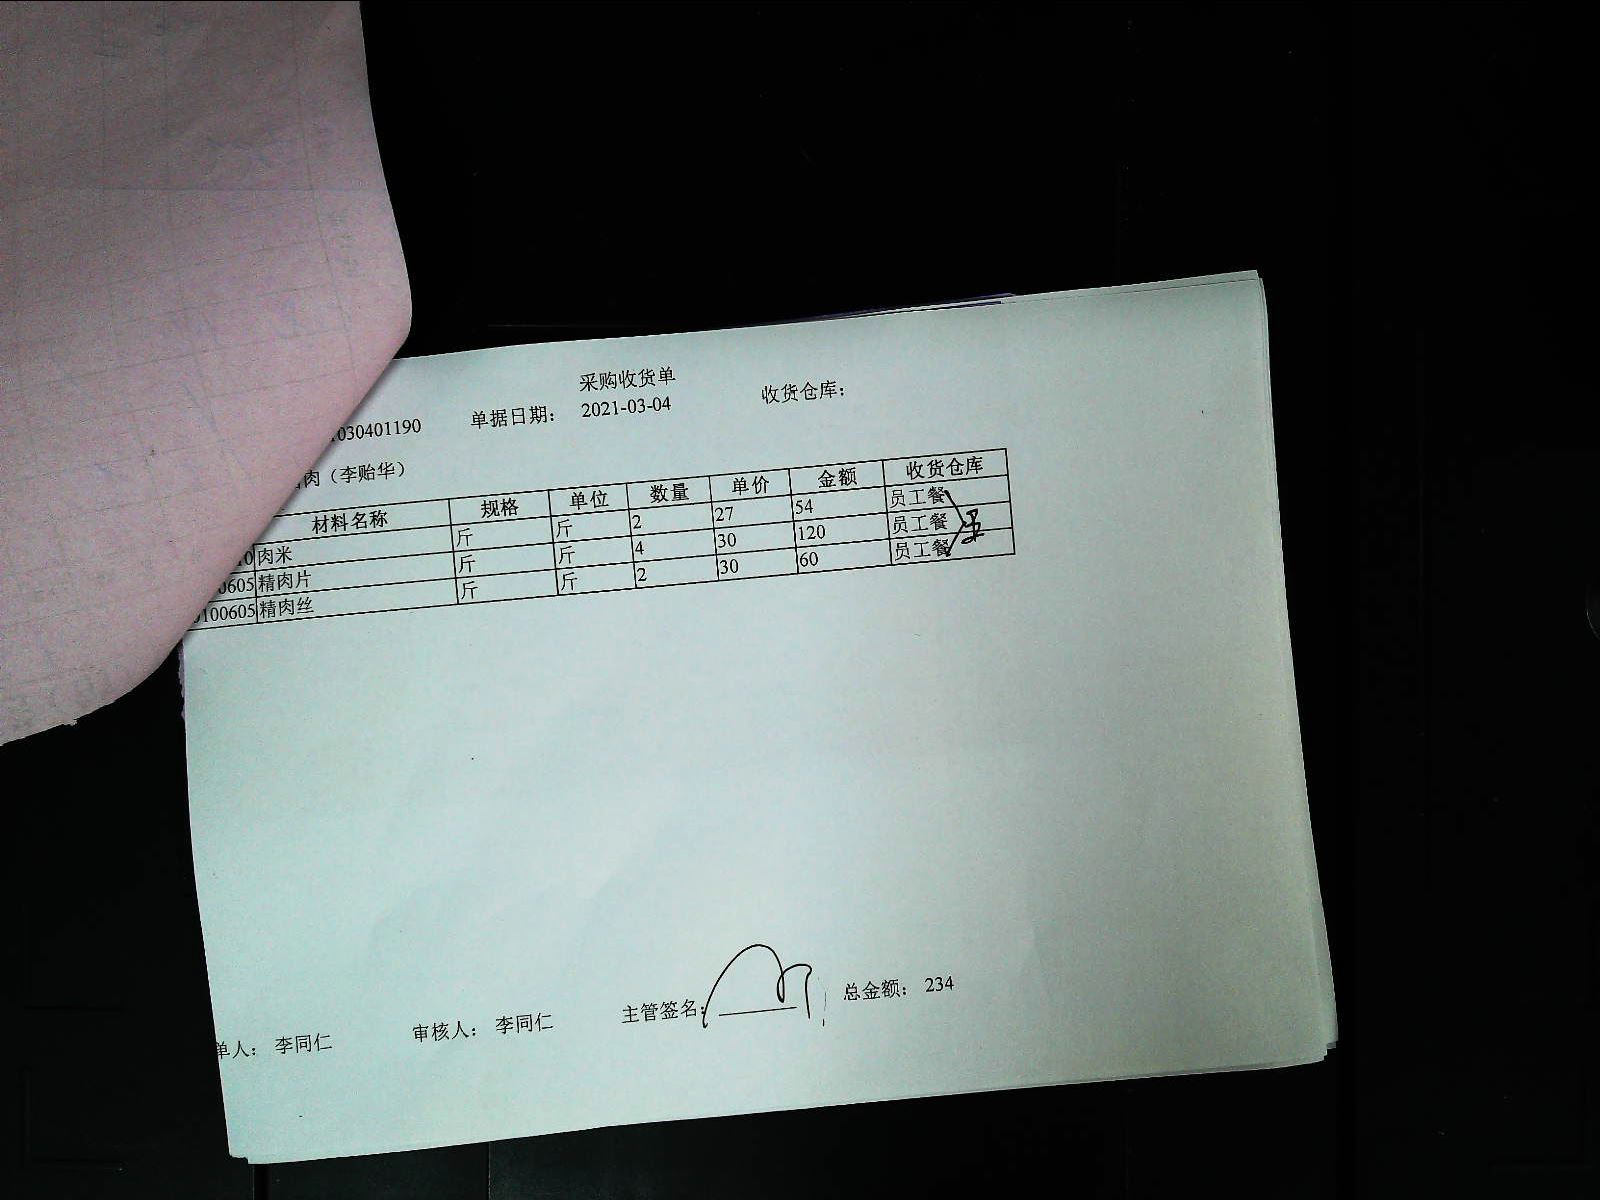 采购收货单
030401190 单据日期： 2021-03-04 收货仓库：
肉（李贻华）
材料名称 规格 单位 数量 单价 金额 收货仓库
0 肉米 斤 斤 2 27 54 员工餐
0605 精肉片 斤 斤 4 30 120 员工餐
0100605 精肉丝 斤 斤 2 30 60 员工餐
单人： 李同仁 审核人： 李同仁 主管签名： 总金额： 234